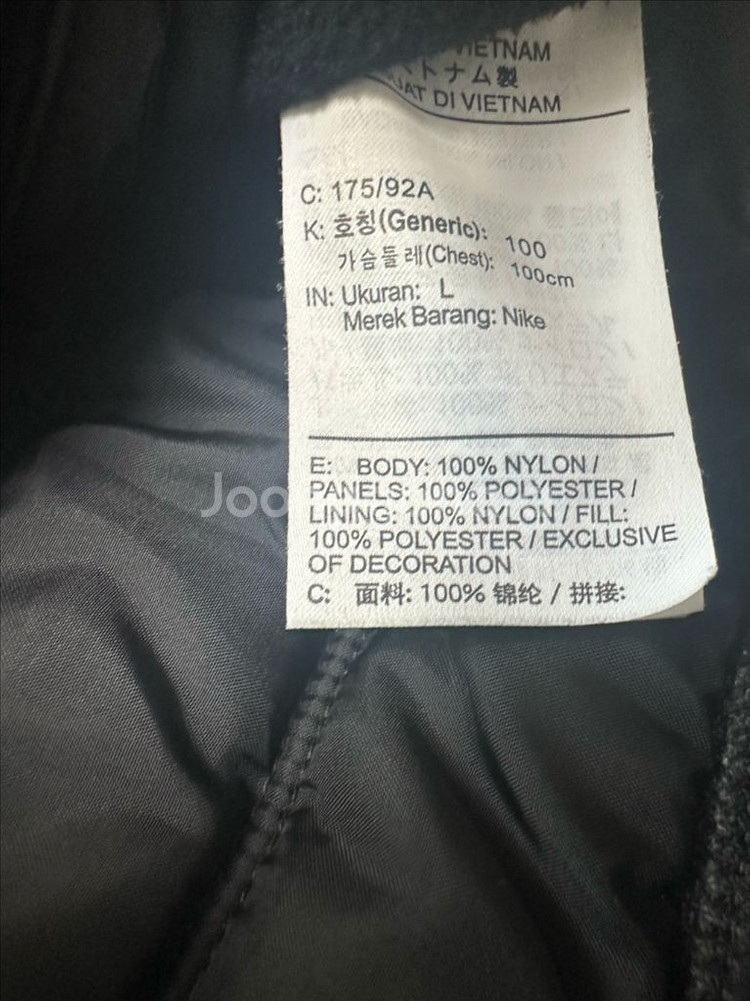 VIETNAM
トナム製
UAT DI VIETNAM
C: 175/92A
K: 호칭(Generic): 100
가슴둘레(Chest): 100cm
IN: Ukuran: L
Merek Barang: Nike
E: BODY: 100% NYLON /
PANELS: 100% POLYESTER /
LINING: 100% NYLON / FILL:
100% POLYESTER / EXCLUSIVE
OF DECORATION
C: 面料: 100% 锦纶 / 拼接:
Joo